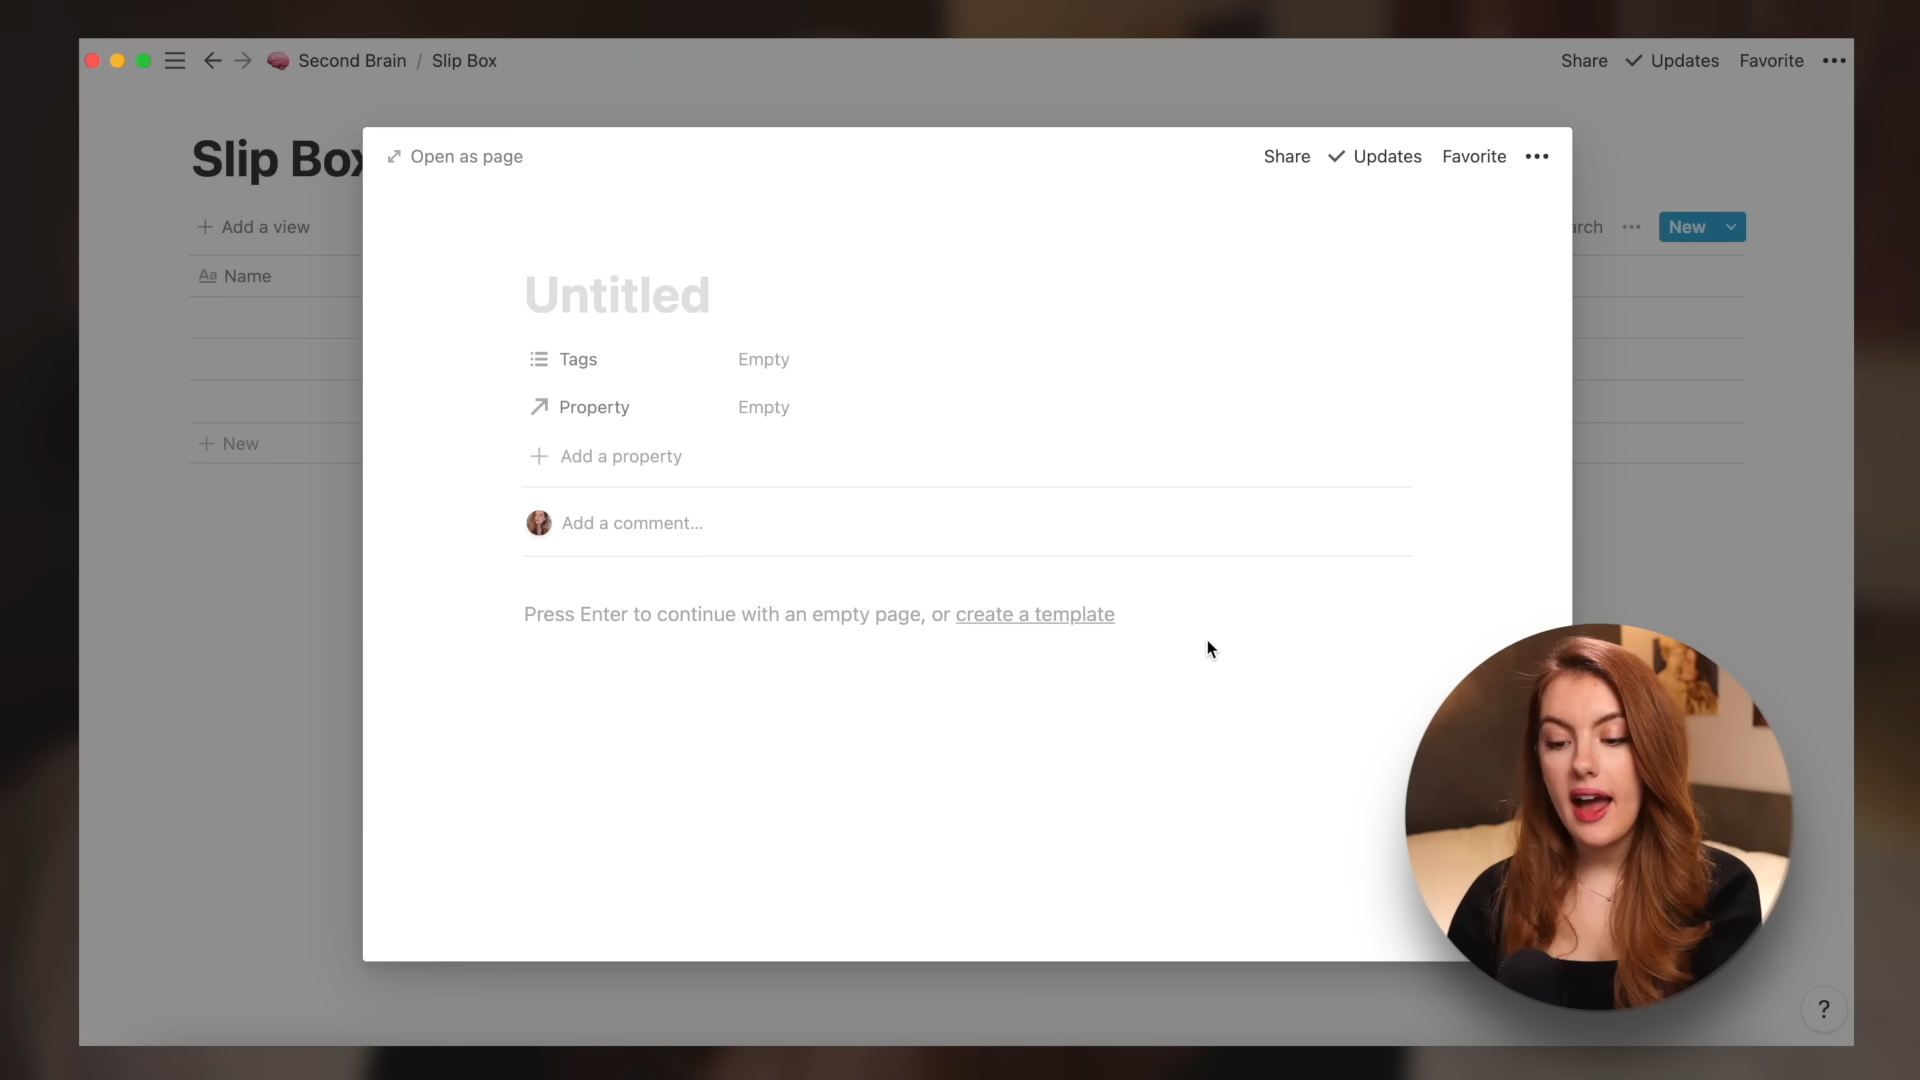 Second Brain / Slip Box
Share Updates Favorite
Slip Box
Add a view
arch
New
Aa Name
New
Open as page
Share Updates Favorite
Untitled
Tags Empty
Property Empty
Add a property
Add a comment...
Press Enter to continue with an empty page, or create a template
?